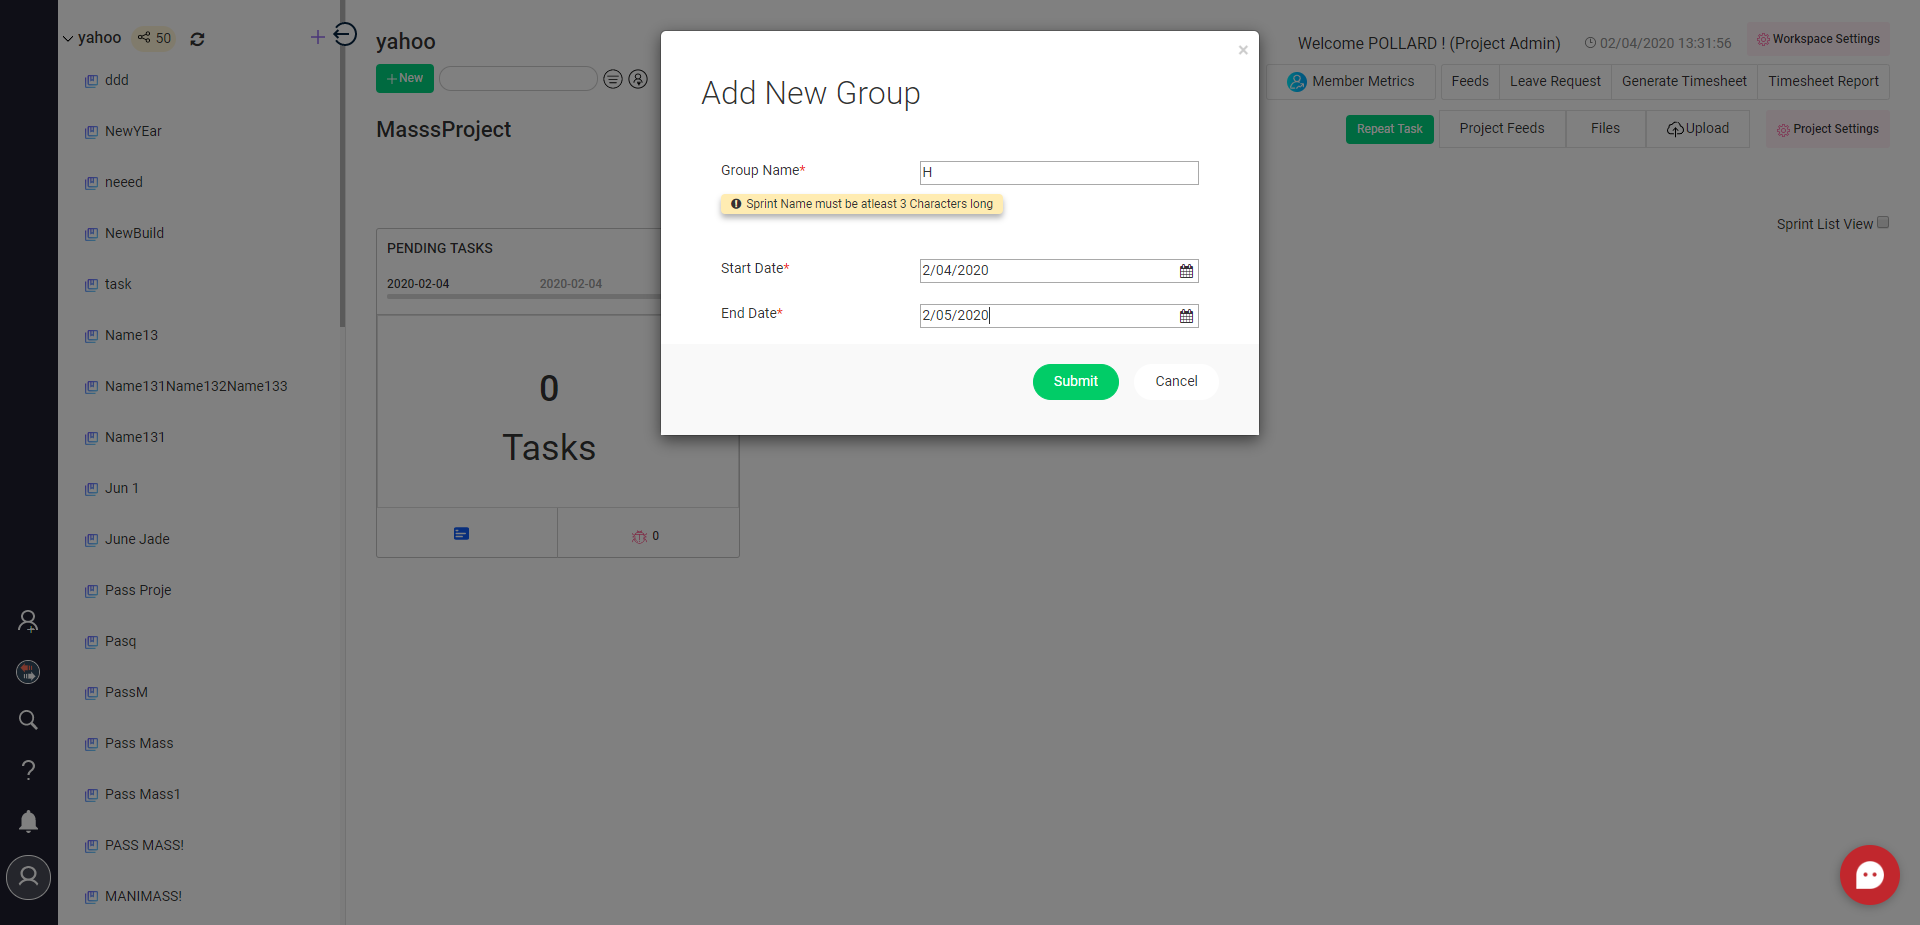 yahoo 50
ddd
NewYEar
neeed
NewBuild
task
Name13
Name131Name132Name133
Name131
Jun 1
June Jade
Pass Proje
Pasq
PassM
Pass Mass
Pass Mass1
PASS MASS!
MANIMASS!
yahoo
Welcome POLLARD ! (Project Admin) 02/04/2020 13:31:56 Workspace Settings
+ New
Member Metrics Feeds Leave Request Generate Timesheet Timesheet Report
MasssProject
Repeat Task Project Feeds Files Upload Project Settings
Sprint List View
PENDING TASKS
2020-02-04 2020-02-04
0
Tasks
0
×
Add New Group
Group Name* H
Sprint Name must be atleast 3 Characters long
Start Date* 2/04/2020
End Date* 2/05/2020
Submit Cancel